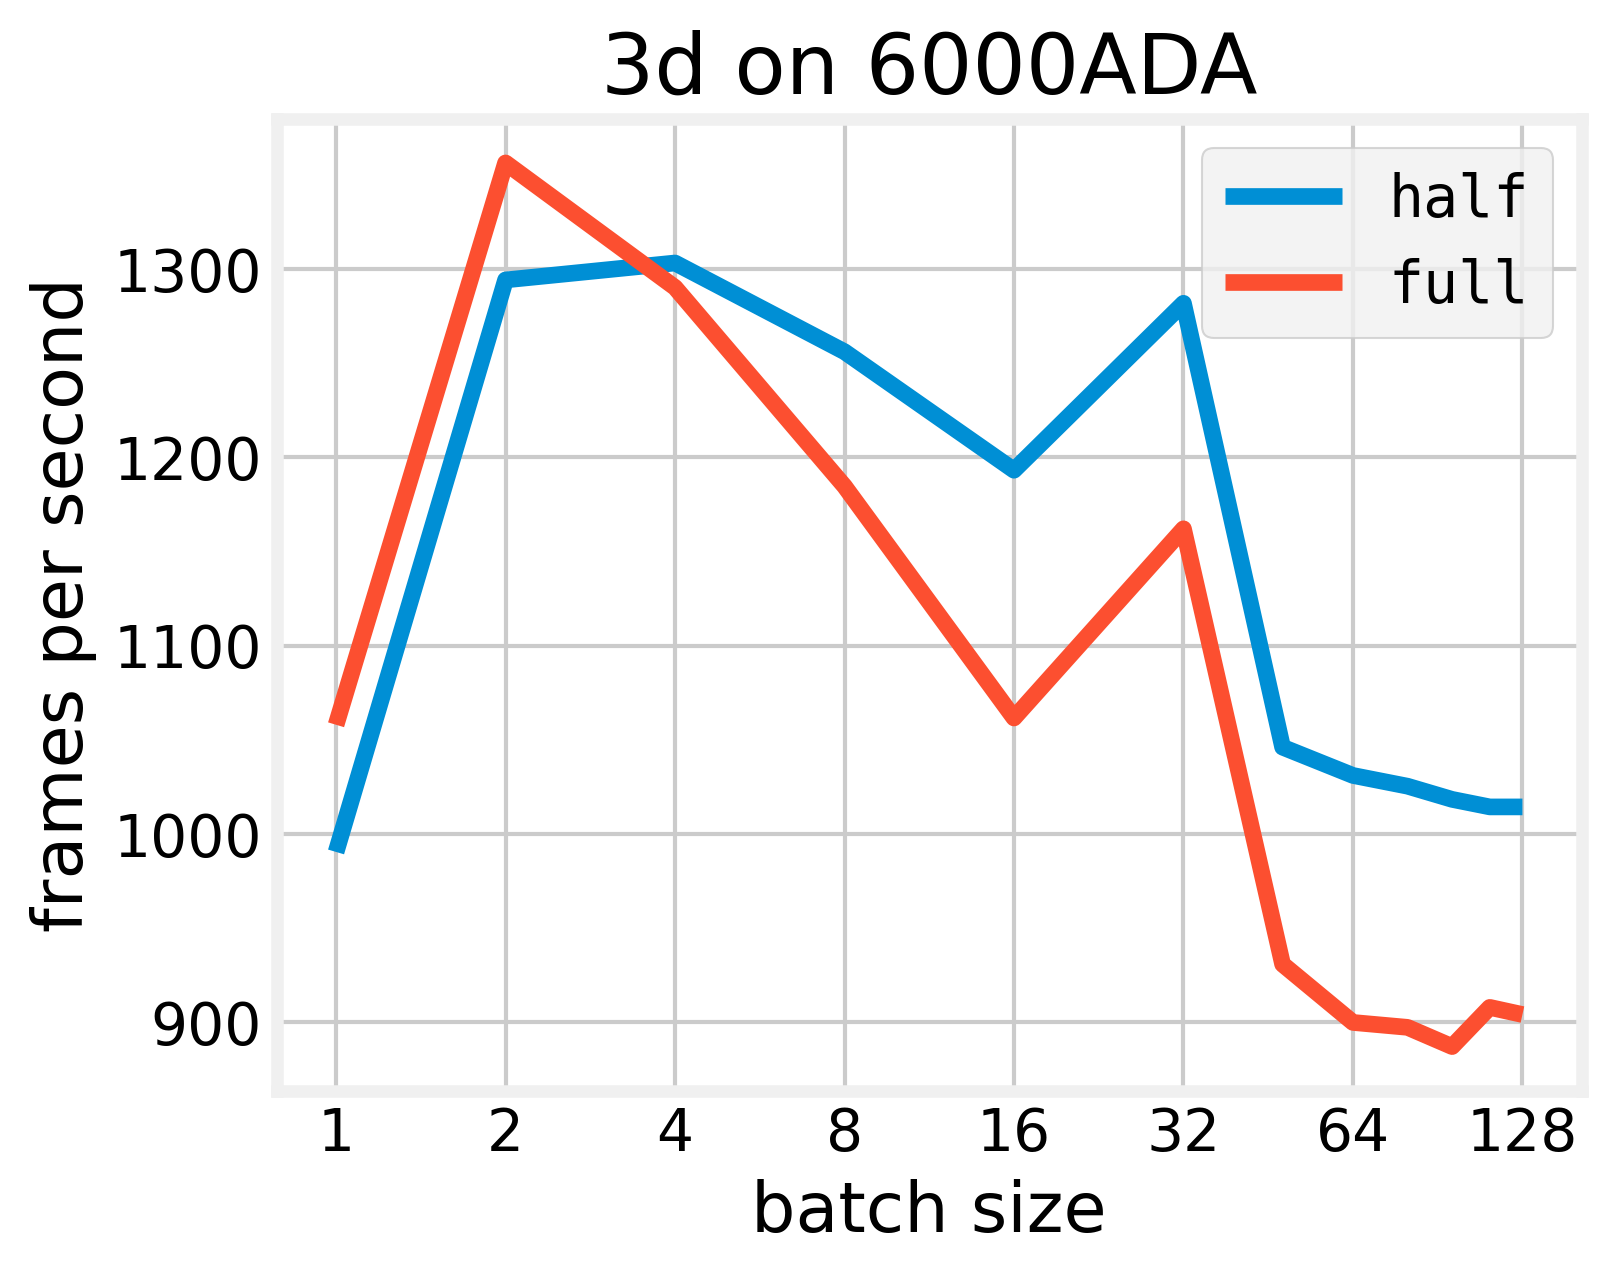 3d on 6000ADA
half
full
frames per second
1300
1200
1100
1000
900
1 2 4 8 16 32 64 128
batch size